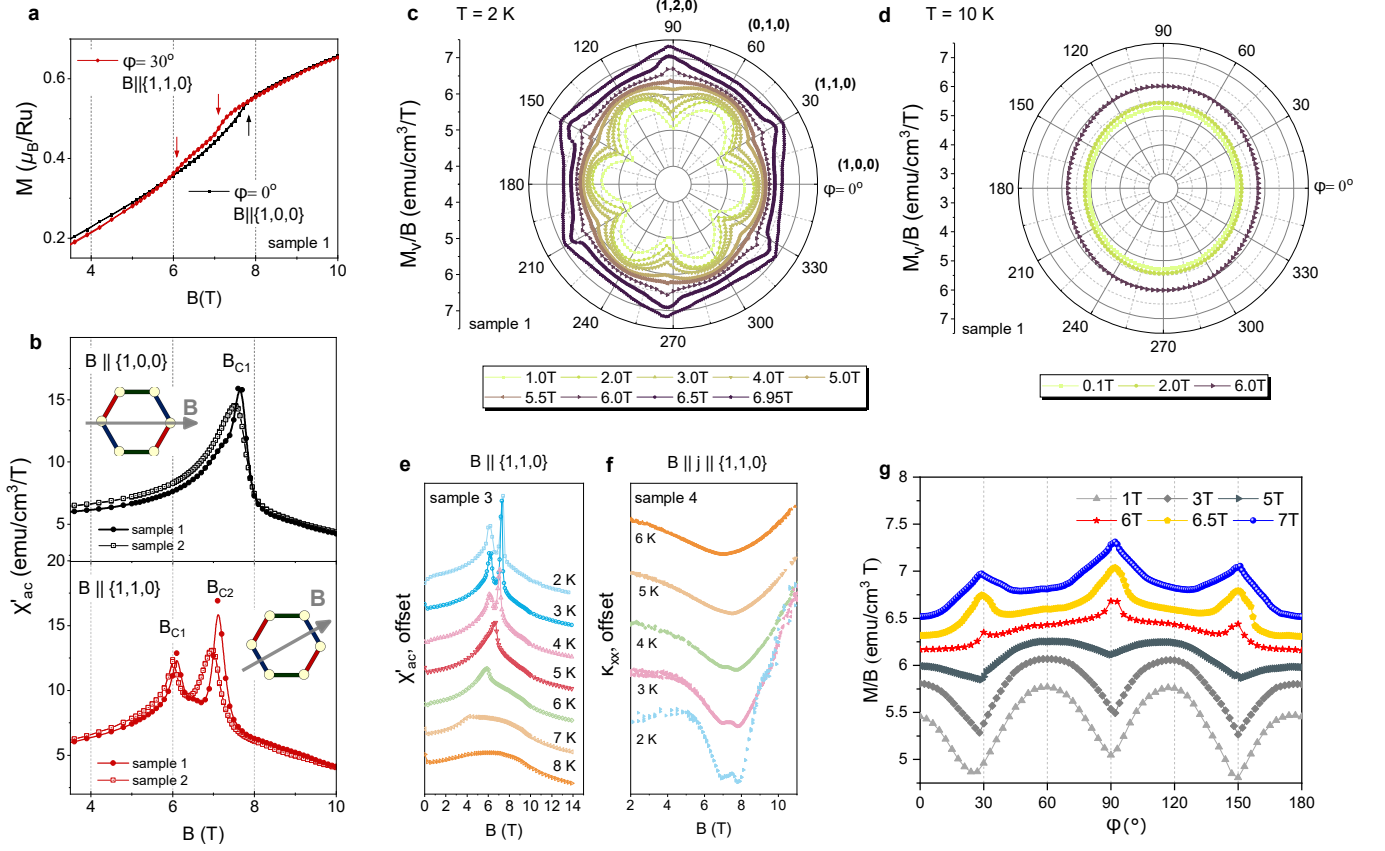 a
φ= 30°
B||{1,1,0}
φ= 0°
B||{1,0,0}
sample 1
M (μB/Ru)
0.6
0.4
0.2
4 6 8 10
B(T)
b
B || {1,0,0}
BC1
B
15
10
5
sample 1
sample 2
χ'ac (emu/cm³/T)
20
B || {1,1,0}
BC2
BC1
B
15
10
5
sample 1
sample 2
4 6 8 10
B (T)
c
T = 2 K
(1,2,0)
90
(0,1,0)
120
60
(1,1,0)
150
30
(1,0,0)
180
φ= 0°
210
330
240
300
270
Mv/B (emu/cm³/T)
7
6
5
4
3
4
5
6
7
sample 1
1.0T 2.0T 3.0T 4.0T 5.0T
5.5T 6.0T 6.5T 6.95T
d
T = 10 K
90
120
60
150
30
180
φ= 0°
210
330
240
300
270
Mv/B (emu/cm³/T)
7
6
5
4
3
3
4
5
6
7
sample 1
0.1T 2.0T 6.0T
e
B || {1,1,0}
sample 3
2 K
3 K
4 K
5 K
6 K
7 K
8 K
χ'ac, offset
0 2 4 6 8 10 12 14
B (T)
f
B || j || {1,1,0}
sample 4
6 K
5 K
4 K
3 K
2 K
κxx, offset
2 4 6 8 10
B (T)
g
1T 3T 5T
6T 6.5T 7T
M/B (emu/cm³ T)
8
7.5
7
6.5
6
5.5
5
0 30 60 90 120 150 180
φ(°)